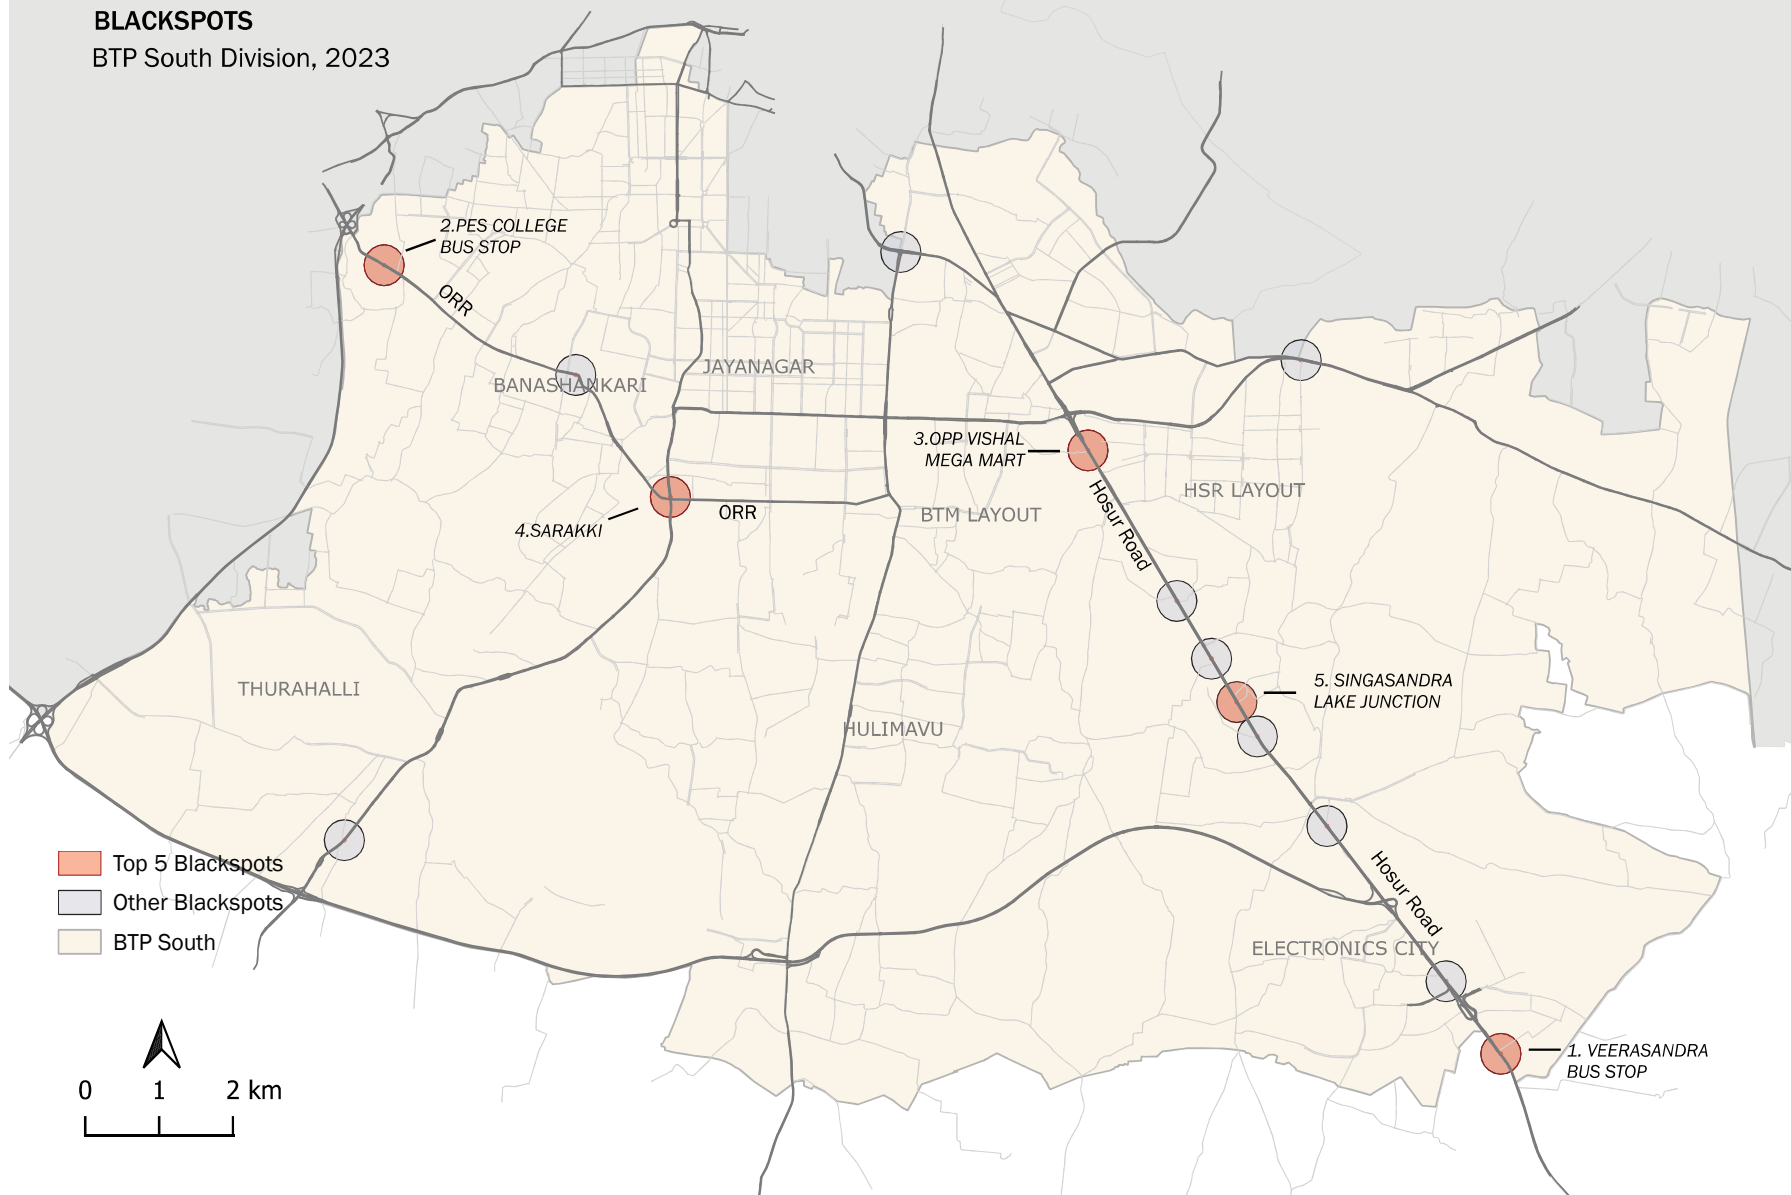 BLACKSPOTS
BTP South Division, 2023
2.PES COLLEGE
BUS STOP
ORR
BANASHANKARI
JAYANAGAR
3.OPP VISHAL
MEGA MART
HSR LAYOUT
Hosur Road
BTM LAYOUT
ORR
4.SARAKKI
THURAHALLI
5. SINGASANDRA
LAKE JUNCTION
HULIMAVU
Top 5 Blackspots
Other Blackspots
BTP South
Hosur Road
ELECTRONICS CITY
1. VEERASANDRA
BUS STOP
0 1 2 km